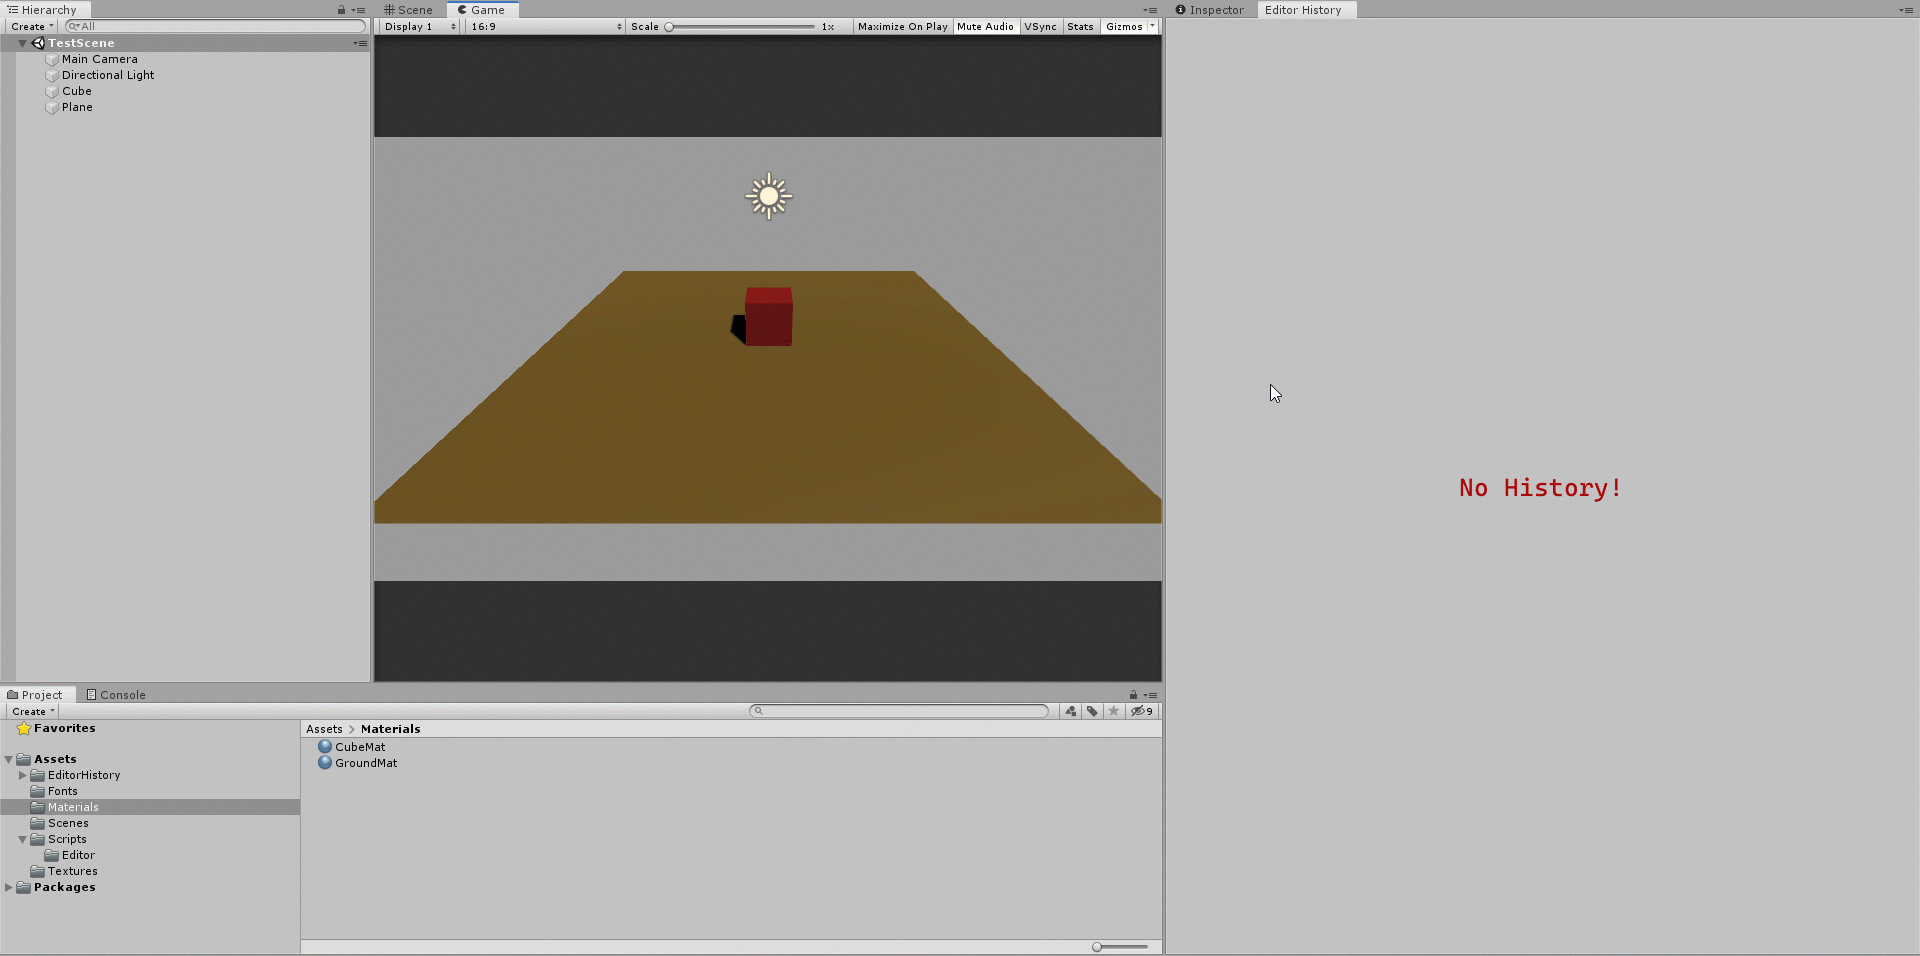 Hierarchy
Create
All
TestScene
Main Camera
Directional Light
Cube
Plane
Scene
Game
Display 1
16:9
Scale
1x
Maximize On Play
Mute Audio
VSync
Stats
Gizmos
Inspector
Editor History
No History!
Project
Console
Create
9
Favorites
Assets
EditorHistory
Fonts
Materials
Scenes
Scripts
Editor
Textures
Packages
Assets > Materials
CubeMat
GroundMat